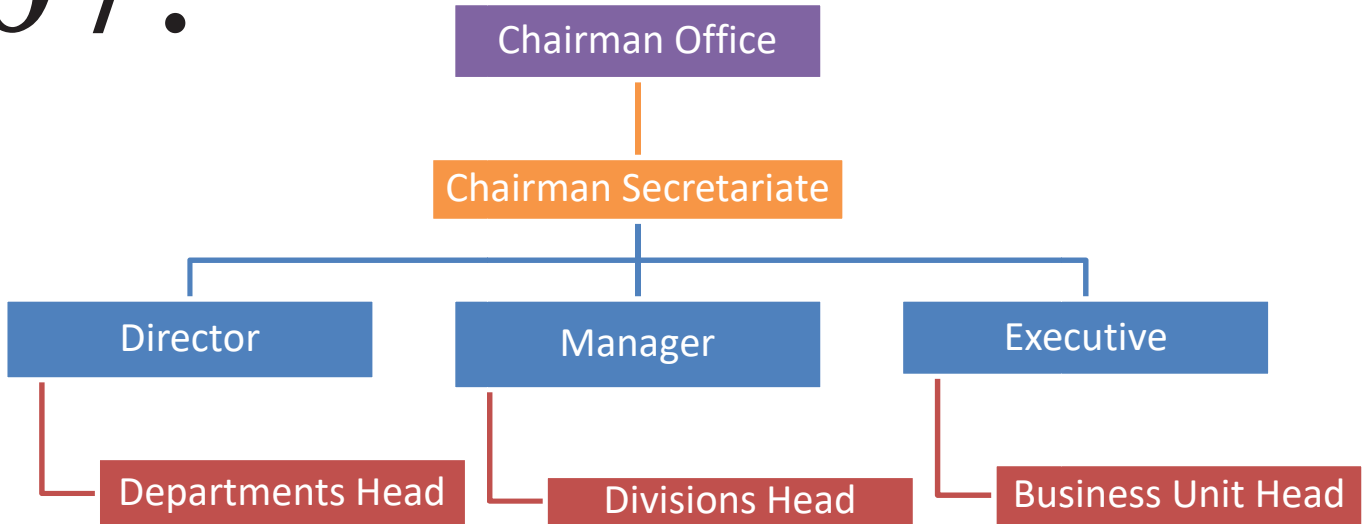 Chairman Office
Chairman Secretariate
Director
Manager
Executive
Departments Head
Divisions Head
Business Unit Head